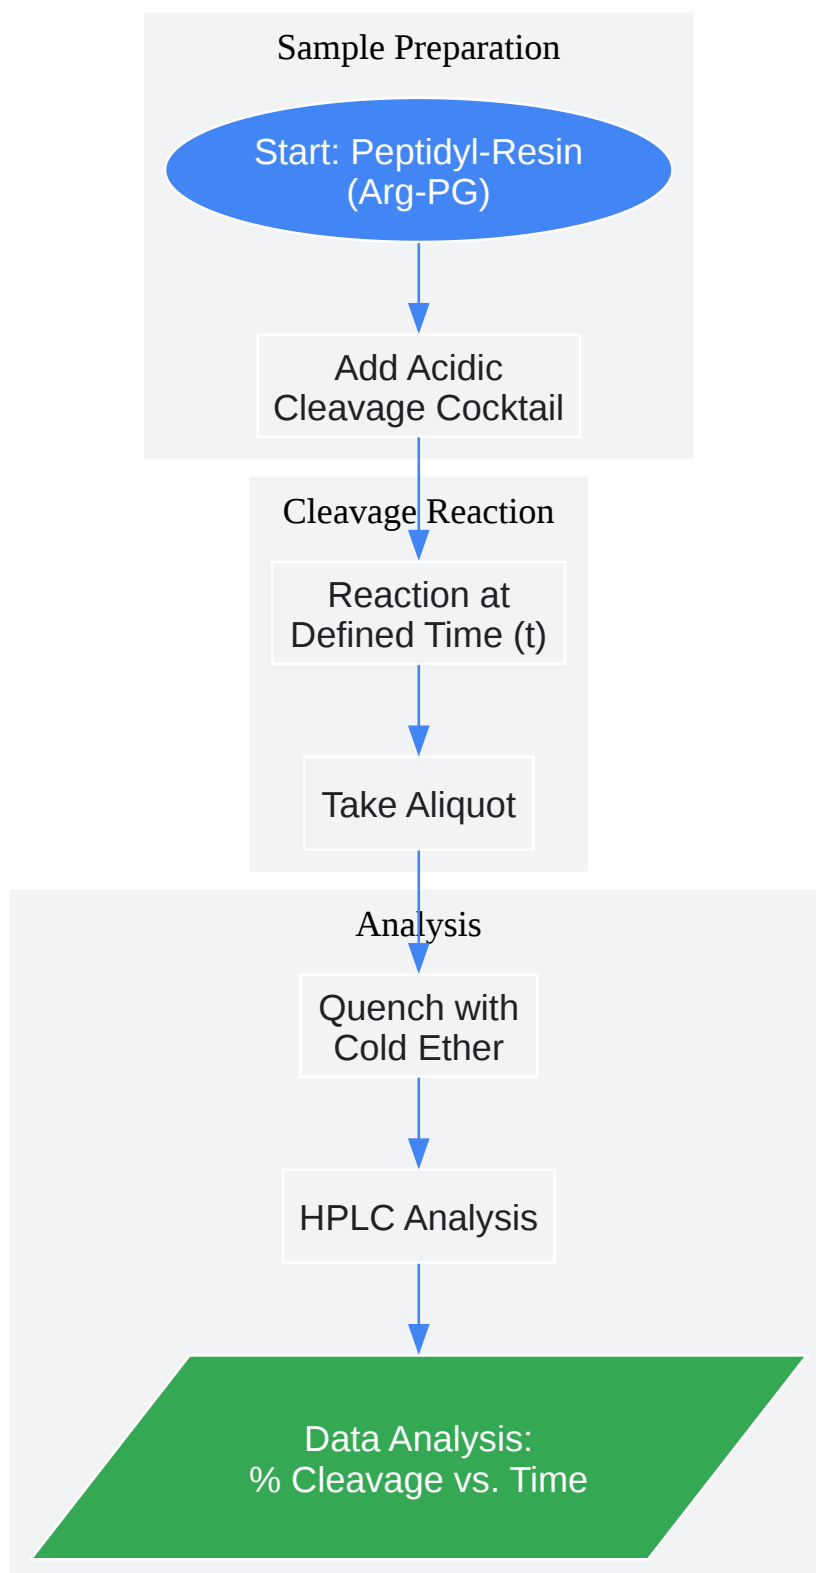 Sample Preparation
Start: Peptidyl-Resin
(Arg-PG)
Add Acidic
Cleavage Cocktail
Cleavage Reaction
Reaction at
Defined Time (t)
Take Aliquot
Analysis
Quench with
Cold Ether
HPLC Analysis
Data Analysis:
% Cleavage vs. Time